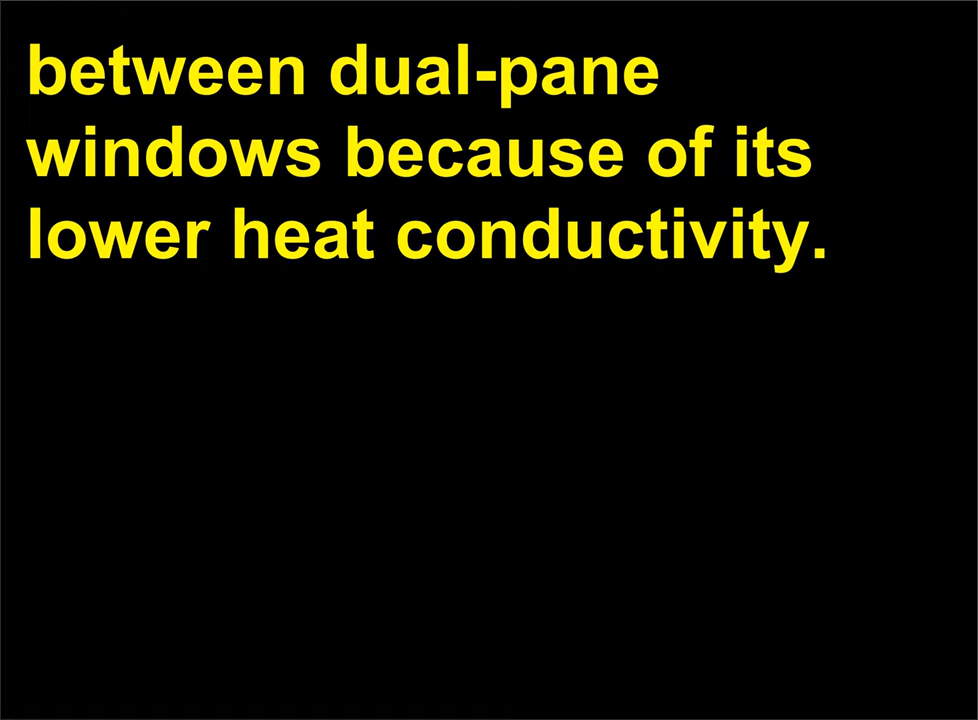 between dual-pane
windows because of its
lower heat conductivity.